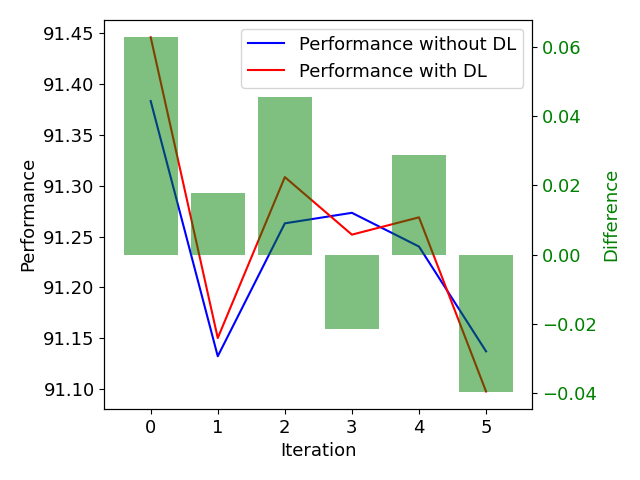 Performance without DL
Performance with DL
91.45
91.40
91.35
91.30
91.25
91.20
91.15
91.10
Performance
0.06
0.04
0.02
0.00
−0.02
−0.04
Difference
0 1 2 3 4 5
Iteration